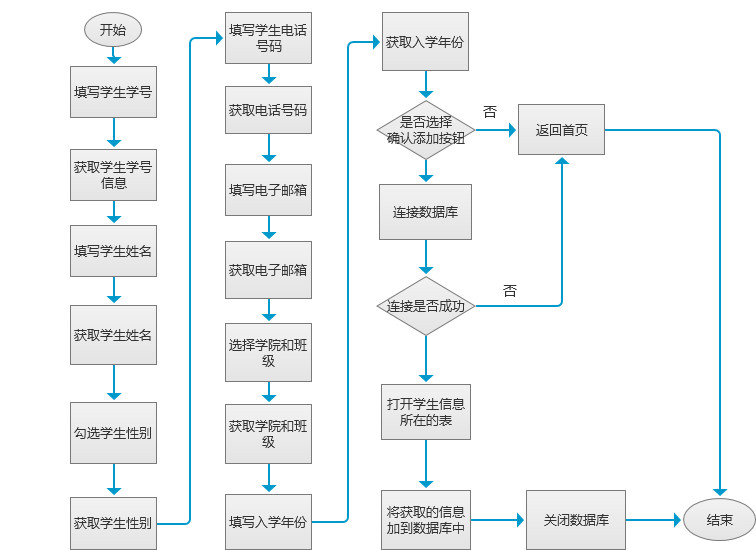 开始
填写学生学号
获取学生学号
信息
填写学生姓名
获取学生姓名
勾选学生性别
获取学生性别
填写学生电话
号码
获取电话号码
填写电子邮箱
获取电子邮箱
选择学院和班
级
获取学院和班
级
填写入学年份
获取入学年份
是否选择
确认添加按钮
否
返回首页
连接数据库
连接是否成功
否
打开学生信息
所在的表
将获取的信息
加到数据库中
关闭数据库
结束